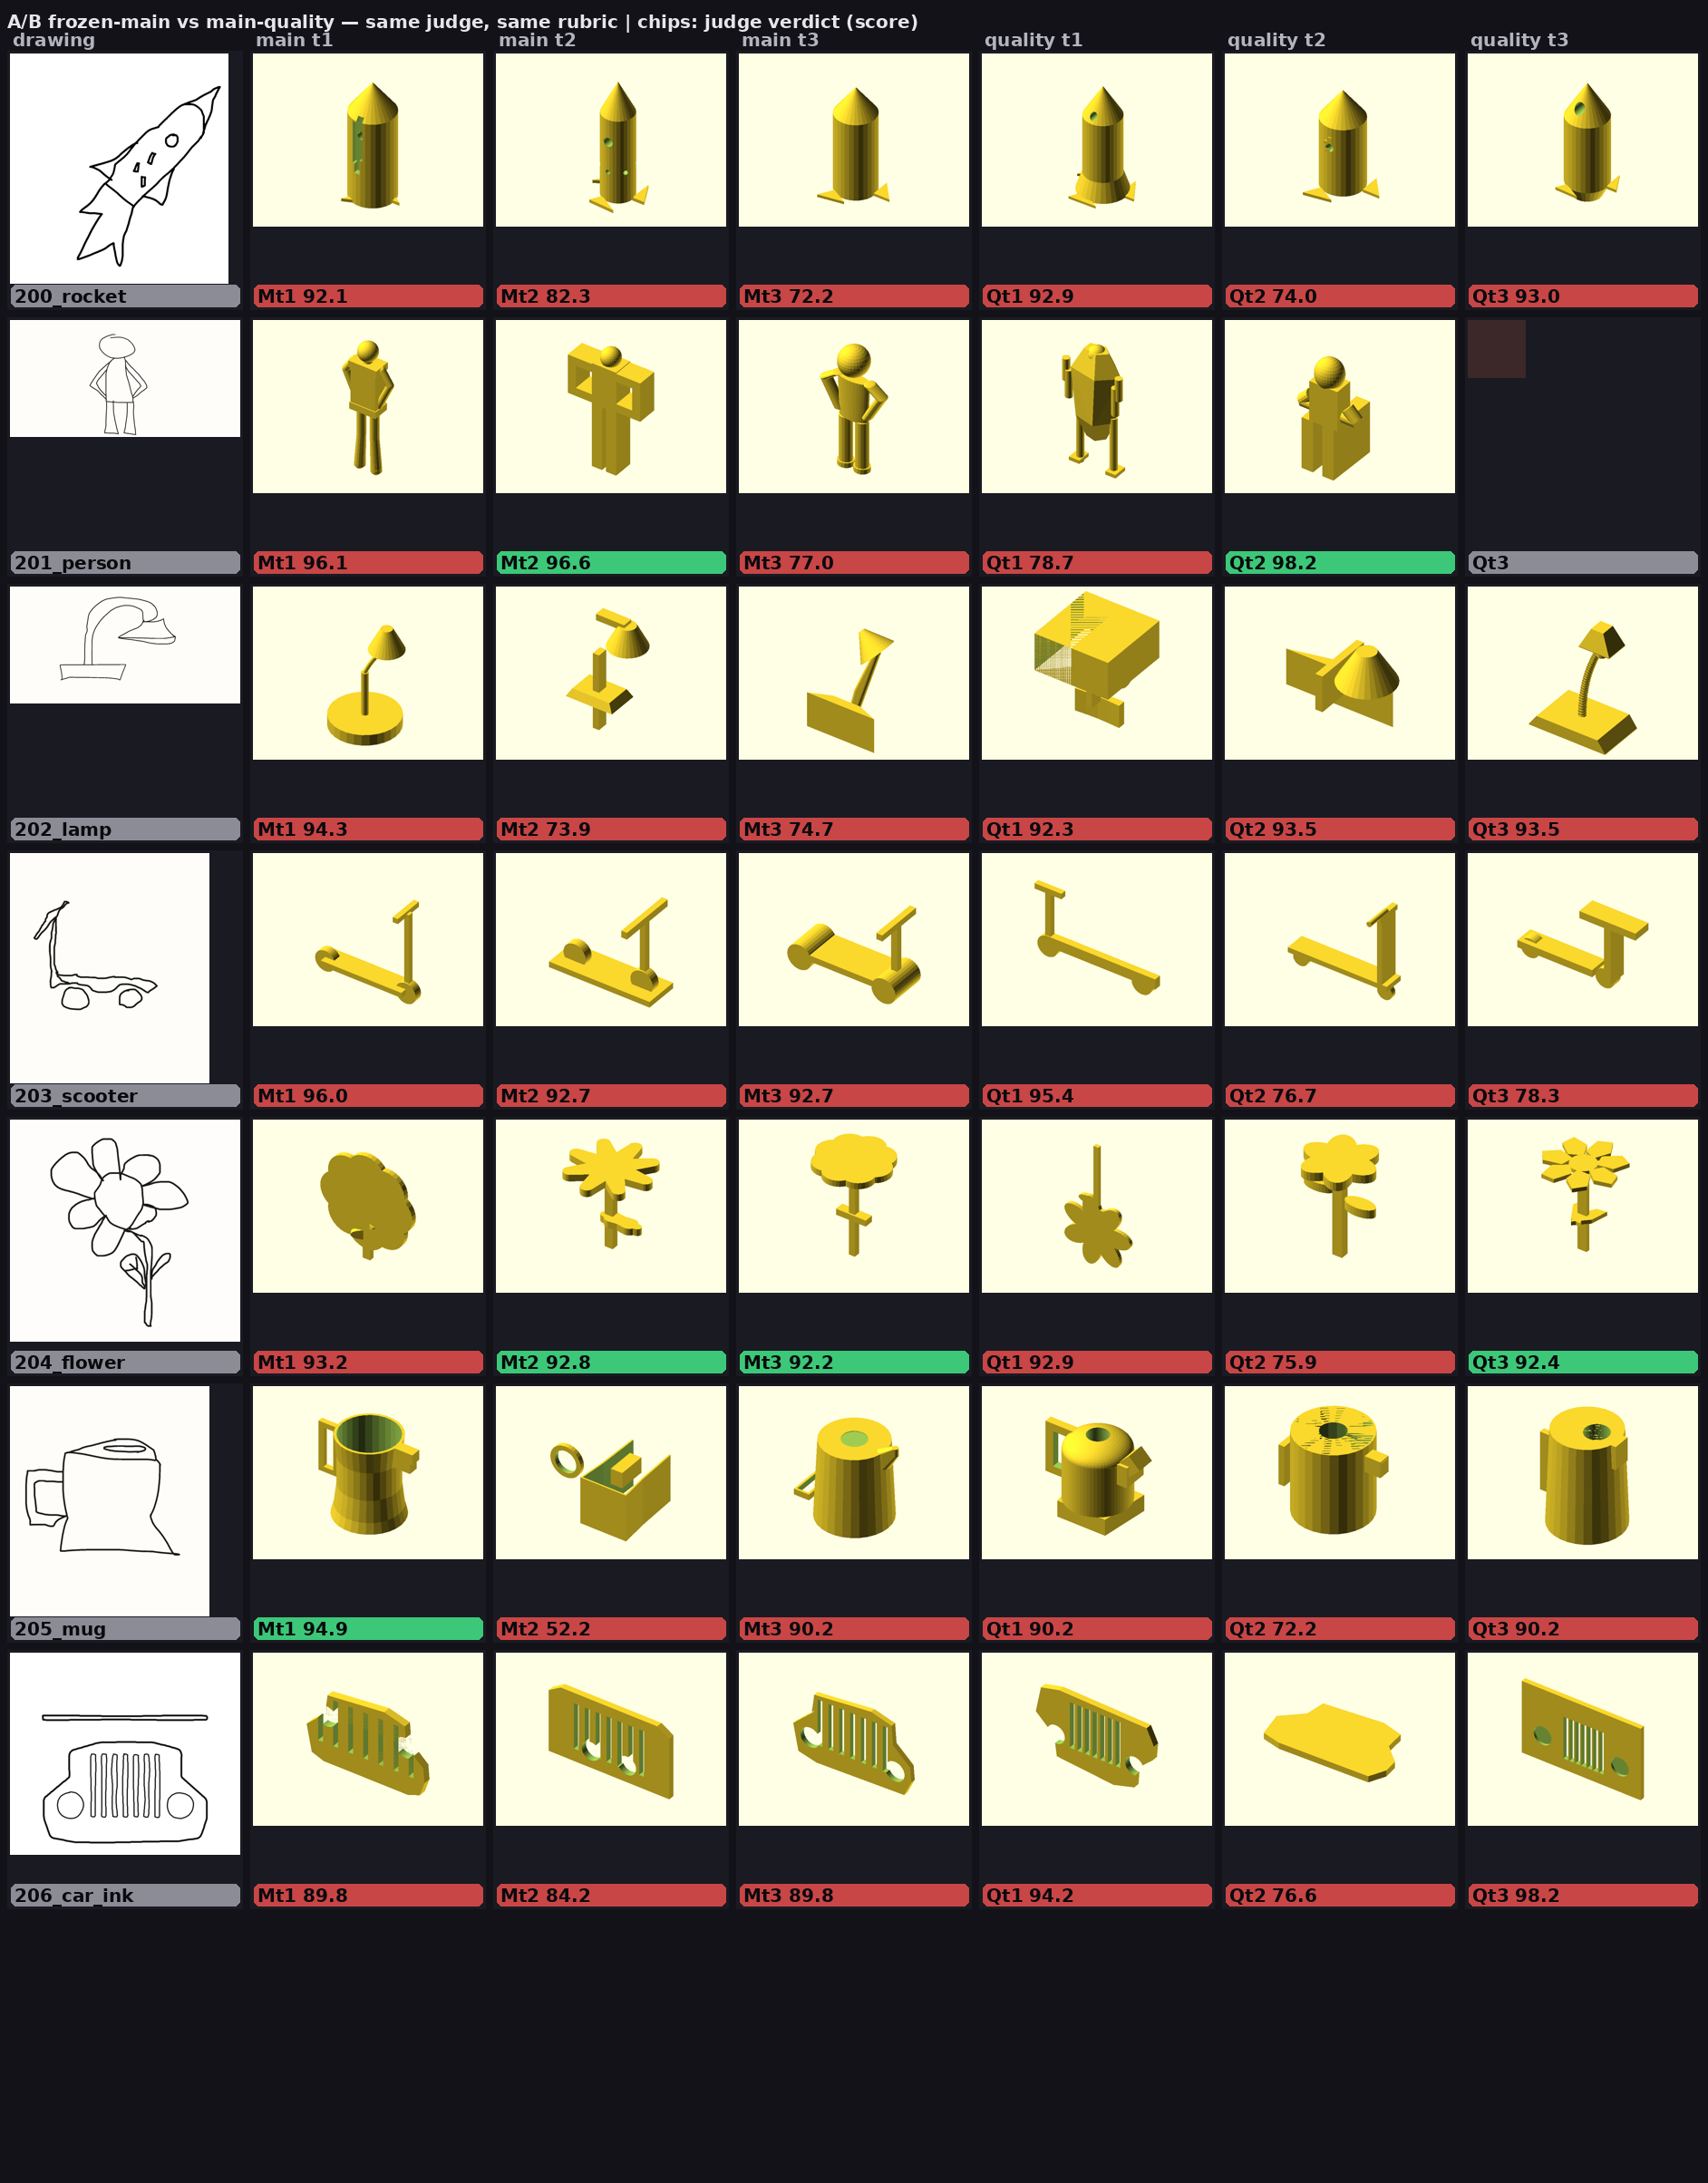 A/B frozen-main vs main-quality — same judge, same rubric | chips: judge verdict (score)
drawing main t1 main t2 main t3 quality t1 quality t2 quality t3
200_rocket Mt1 92.1 Mt2 82.3 Mt3 72.2 Qt1 92.9 Qt2 74.0 Qt3 93.0
201_person Mt1 96.1 Mt2 96.6 Mt3 77.0 Qt1 78.7 Qt2 98.2 Qt3
202_lamp Mt1 94.3 Mt2 73.9 Mt3 74.7 Qt1 92.3 Qt2 93.5 Qt3 93.5
203_scooter Mt1 96.0 Mt2 92.7 Mt3 92.7 Qt1 95.4 Qt2 76.7 Qt3 78.3
204_flower Mt1 93.2 Mt2 92.8 Mt3 92.2 Qt1 92.9 Qt2 75.9 Qt3 92.4
205_mug Mt1 94.9 Mt2 52.2 Mt3 90.2 Qt1 90.2 Qt2 72.2 Qt3 90.2
206_car_ink Mt1 89.8 Mt2 84.2 Mt3 89.8 Qt1 94.2 Qt2 76.6 Qt3 98.2